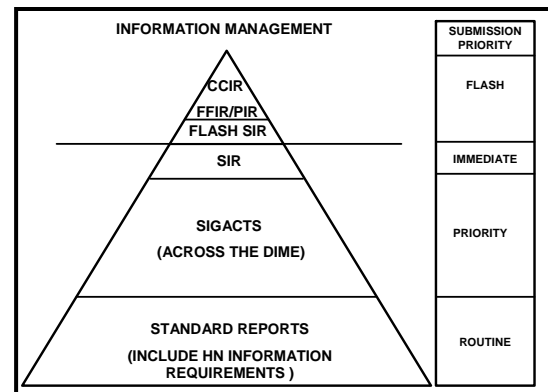 INFORMATION MANAGEMENT
CCIR
FFIR/PIR
FLASH SIR
SIR
SIGACTS
(ACROSS THE DIME)
STANDARD REPORTS
(INCLUDE HN INFORMATION
REQUIREMENTS )
SUBMISSION
PRIORITY
FLASH
IMMEDIATE
PRIORITY
ROUTINE